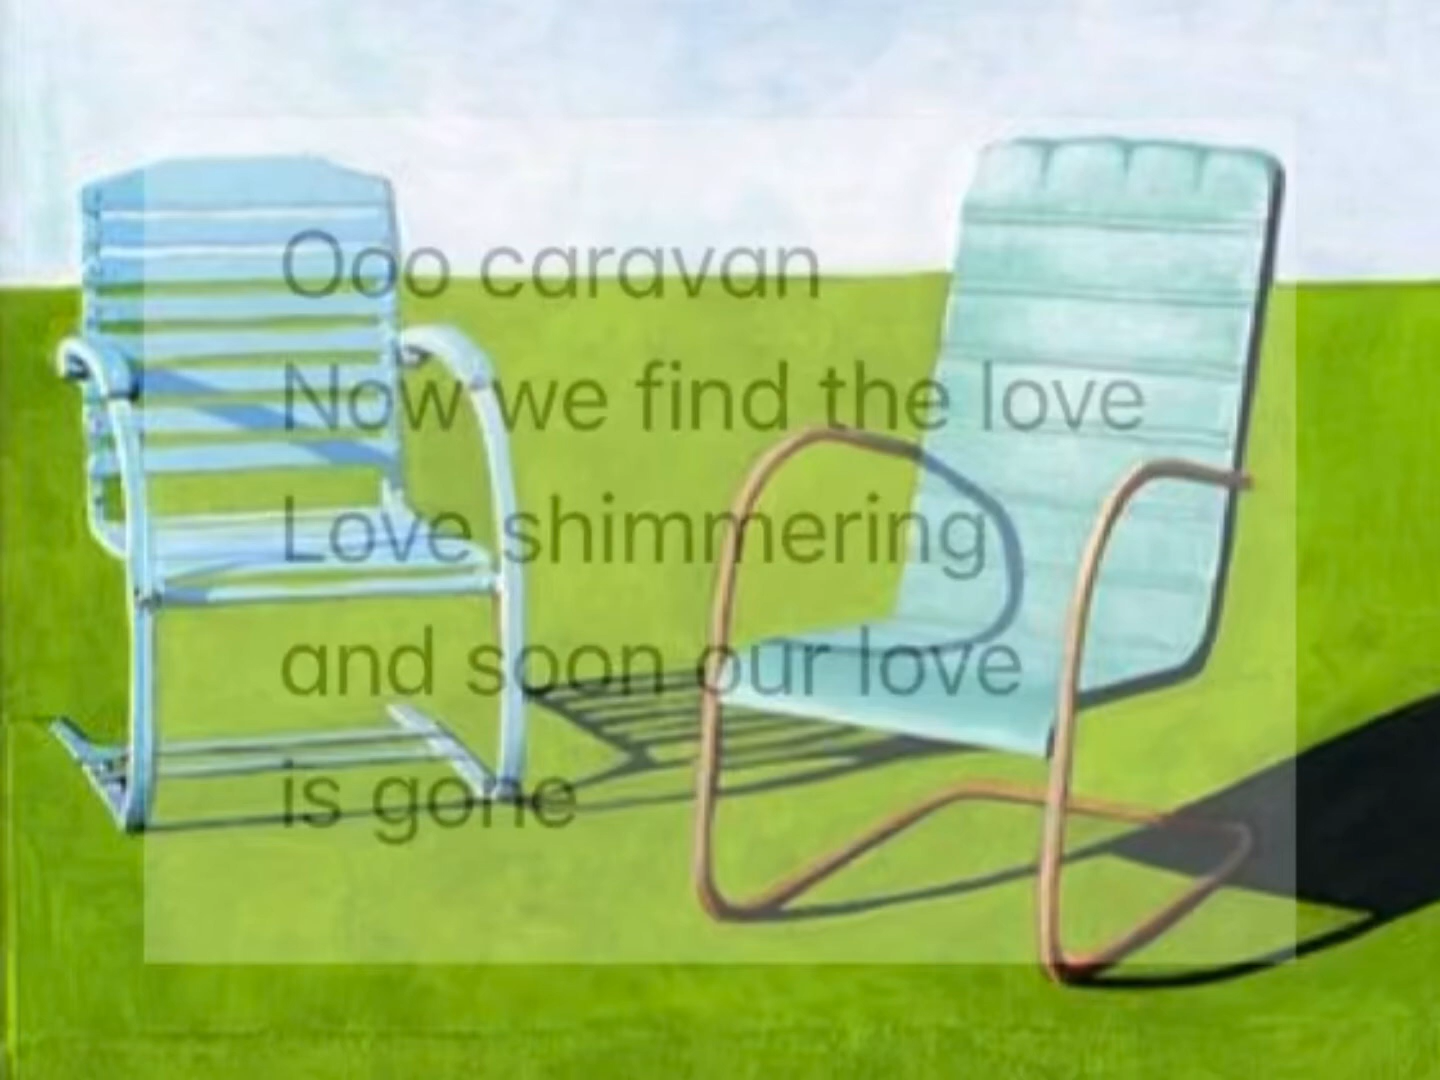 Ooo caravan
Now we find the love
Love shimmering
and soon our love
is gone